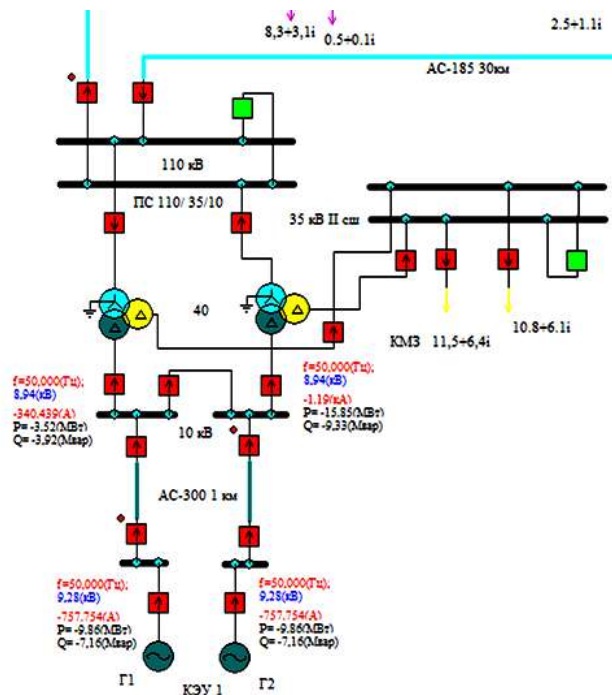 8,3+3,1i
0.5+0.1i
2.5+1.1i
АС-185 30км
110 кВ
ПС 110/ 35/10
35 кВ II сш
40
КМЗ
11,5+6,4i
10.8+6.1i
f=50,000(Гц);
8,94(кВ)
-340.439(А)
P= -3.52(МВт)
Q= -3,92(Мвар)
f=50,000(Гц);
8,94(кВ)
-1.19(кА)
P= -15.85(МВт)
Q= -9,33(Мвар)
10 кВ
АС-300 1 км
f=50,000(Гц);
9,28(кВ)
-757,754(А)
P= -9.86(МВт)
Q= -7,16(Мвар)
f=50,000(Гц);
9,28(кВ)
-757,754(А)
P= -9.86(МВт)
Q= -7,16(Мвар)
Г1
КЭУ 1
Г2